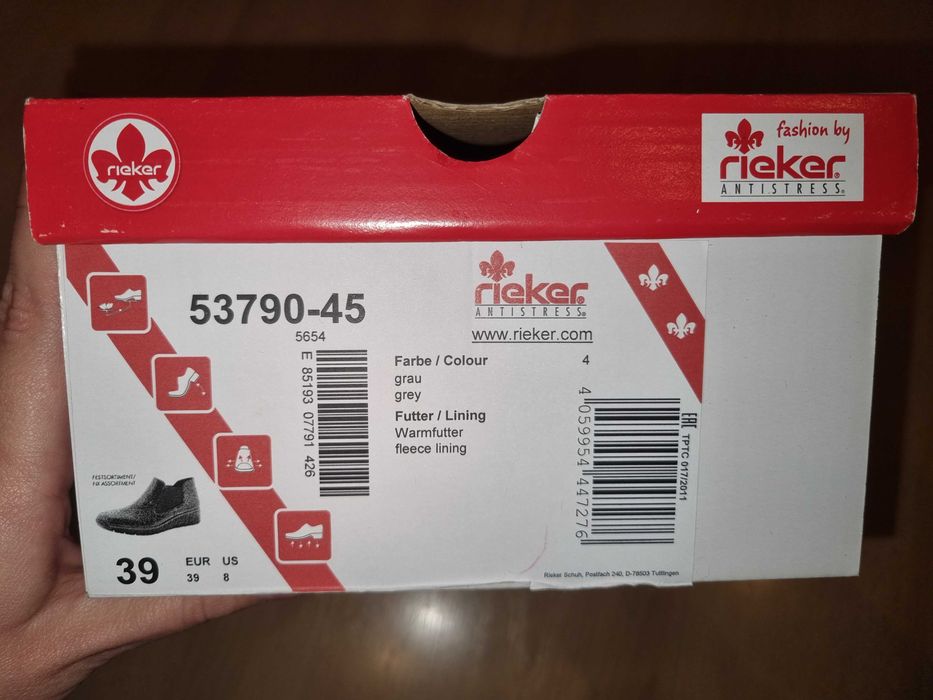 rieker
fashion by
rieker®
ANTISTRESS®
53790-45
5654
rieker®
ANTISTRESS®
www.rieker.com
E 85193 07791 426
Farbe / Colour
4
grau
grey
Futter / Lining
Warmfutter
fleece lining
4 059954 447276
EAC TPTC 017/2011
FESTSORTIMENT/
FIX ASSORTMENT
39
EUR US
39 8
Rieker Schuh, Postfach 240, D-78503 Tuttlingen